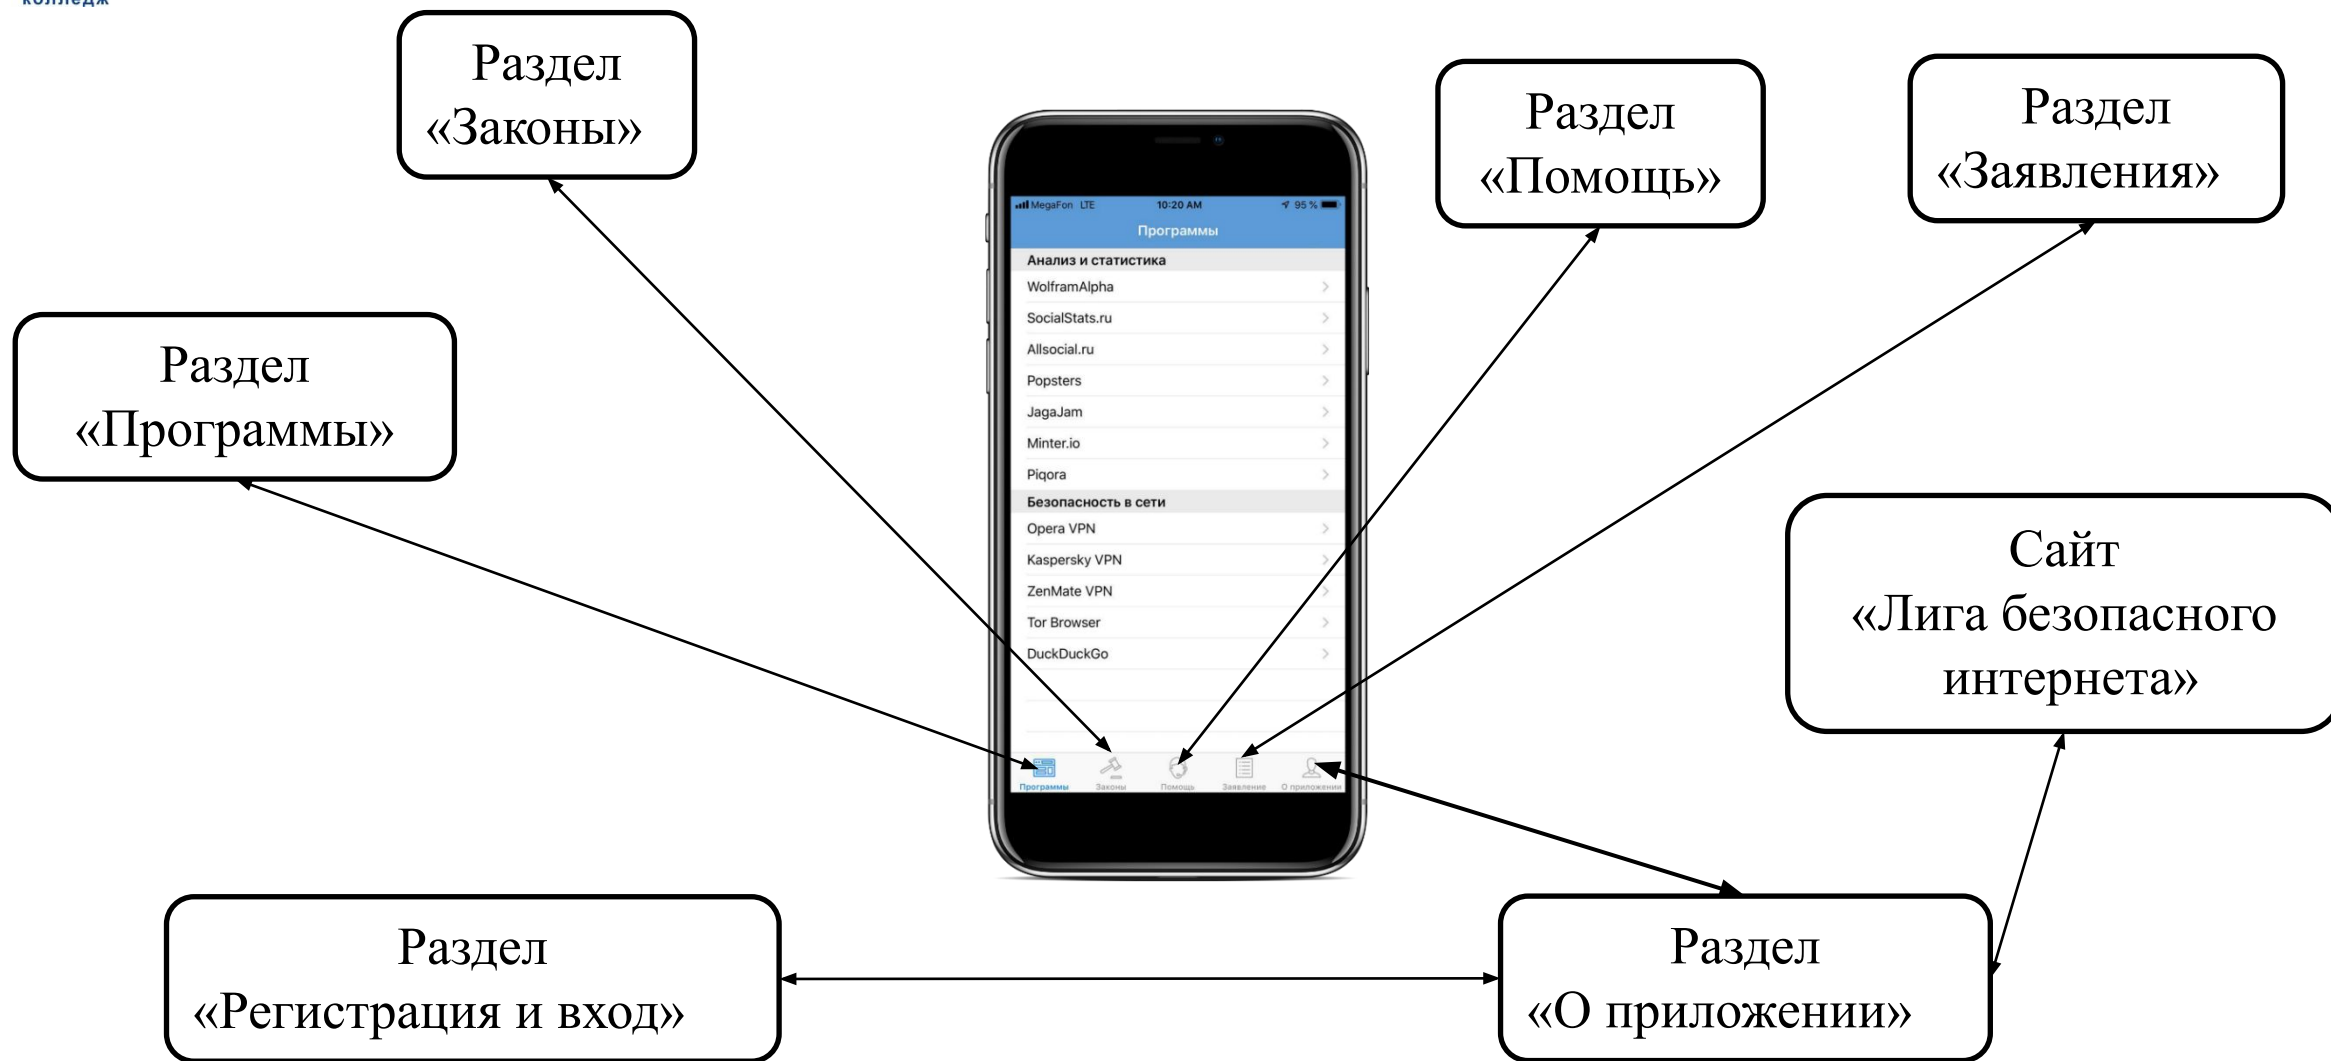 колледж
Раздел
«Законы»
Раздел
«Помощь»
Раздел
«Заявления»
Раздел
«Программы»
MegaFon LTE 10:20 AM 95 %
Программы
Анализ и статистика
WolframAlpha
SocialStats.ru
Allsocial.ru
Popsters
JagaJam
Minter.io
Piqora
Безопасность в сети
Opera VPN
Kaspersky VPN
ZenMate VPN
Tor Browser
DuckDuckGo
Программы Законы Помощь Заявление О приложении
Сайт
«Лига безопасного
интернета»
Раздел
«Регистрация и вход»
Раздел
«О приложении»